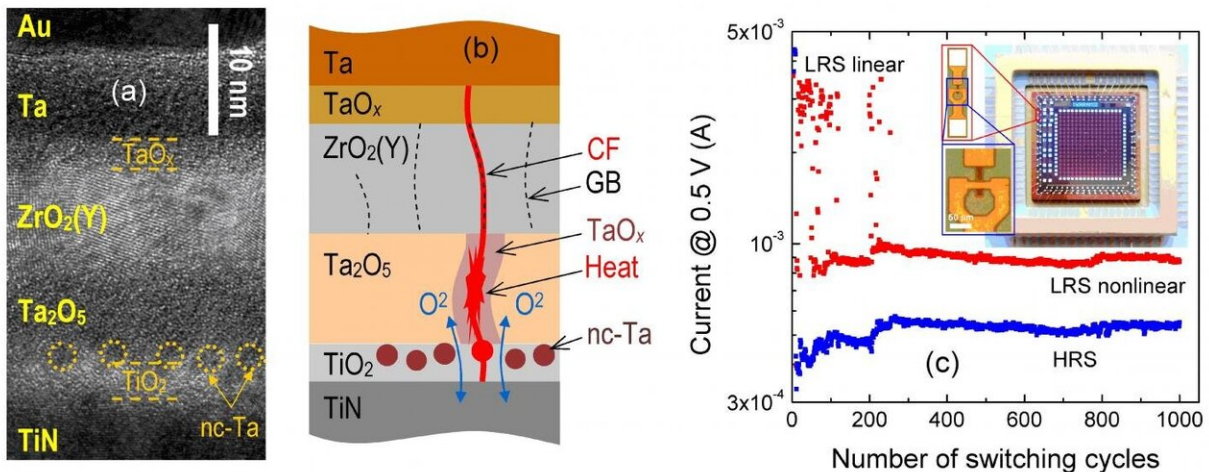 Au
10 nm
(a)
Ta
TaOₓ
ZrO₂(Y)
Ta₂O₅
TiO₂
nc-Ta
TiN
(b)
Ta
TaOₓ
ZrO₂(Y)
CF
GB
TaOₓ
Ta₂O₅
Heat
O² O²
nc-Ta
TiO₂
TiN
5x10⁻³
LRS linear
50 µm
10⁻³
LRS nonlinear
HRS
(c)
3x10⁻⁴
0 200 400 600 800 1000
Number of switching cycles
Current @ 0.5 V (A)